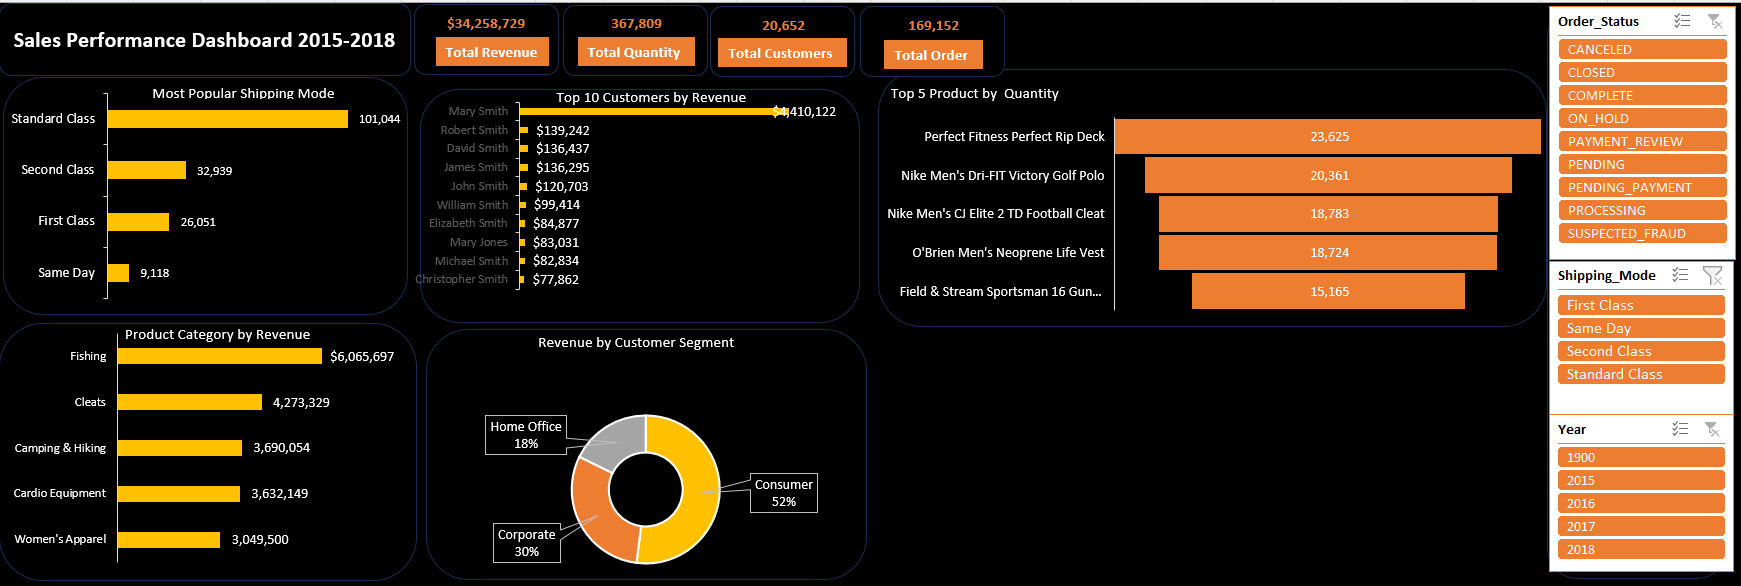 Sales Performance Dashboard 2015-2018
$34,258,729
Total Revenue
367,809
Total Quantity
20,652
Total Customers
169,152
Total Order
Most Popular Shipping Mode
Standard Class 101,044
Second Class 32,939
First Class 26,051
Same Day 9,118
Top 10 Customers by Revenue
Mary Smith $4,410,122
Robert Smith $139,242
David Smith $136,437
James Smith $136,295
John Smith $120,703
William Smith $99,414
Elizabeth Smith $84,877
Mary Jones $83,031
Michael Smith $82,834
Christopher Smith $77,862
Top 5 Product by Quantity
Perfect Fitness Perfect Rip Deck 23,625
Nike Men's Dri-FIT Victory Golf Polo 20,361
Nike Men's CJ Elite 2 TD Football Cleat 18,783
O'Brien Men's Neoprene Life Vest 18,724
Field & Stream Sportsman 16 Gun... 15,165
Product Category by Revenue
Fishing $6,065,697
Cleats 4,273,329
Camping & Hiking 3,690,054
Cardio Equipment 3,632,149
Women's Apparel 3,049,500
Revenue by Customer Segment
Home Office
18%
Consumer
52%
Corporate
30%
Order_Status
CANCELED
CLOSED
COMPLETE
ON_HOLD
PAYMENT_REVIEW
PENDING
PENDING_PAYMENT
PROCESSING
SUSPECTED_FRAUD
Shipping_Mode
First Class
Same Day
Second Class
Standard Class
Year
1900
2015
2016
2017
2018